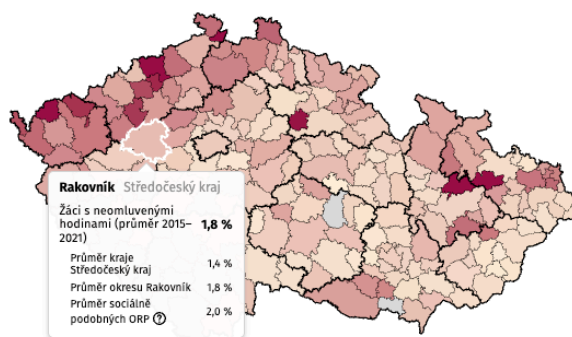 Rakovník Středočeský kraj
Žáci s neomluvenými
hodinami (průměr 2015–
2021)
1,8 %
Průměr kraje
Středočeský kraj
1,4 %
Průměr okresu Rakovník 1,8 %
Průměr sociálně
podobných ORP ?
2,0 %